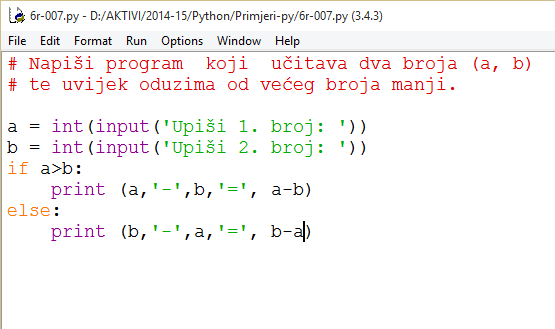 6r-007.py - D:/AKTIVI/2014-15/Python/Primjeri-py/6r-007.py (3.4.3)
File Edit Format Run Options Window Help
# Napiši program  koji  učitava dva broja (a, b)
# te uvijek oduzima od većeg broja manji.
a = int(input('Upiši 1. broj: '))
b = int(input('Upiši 2. broj: '))
if a>b:
    print (a,'-',b,'=', a-b)
else:
    print (b,'-',a,'=', b-a)